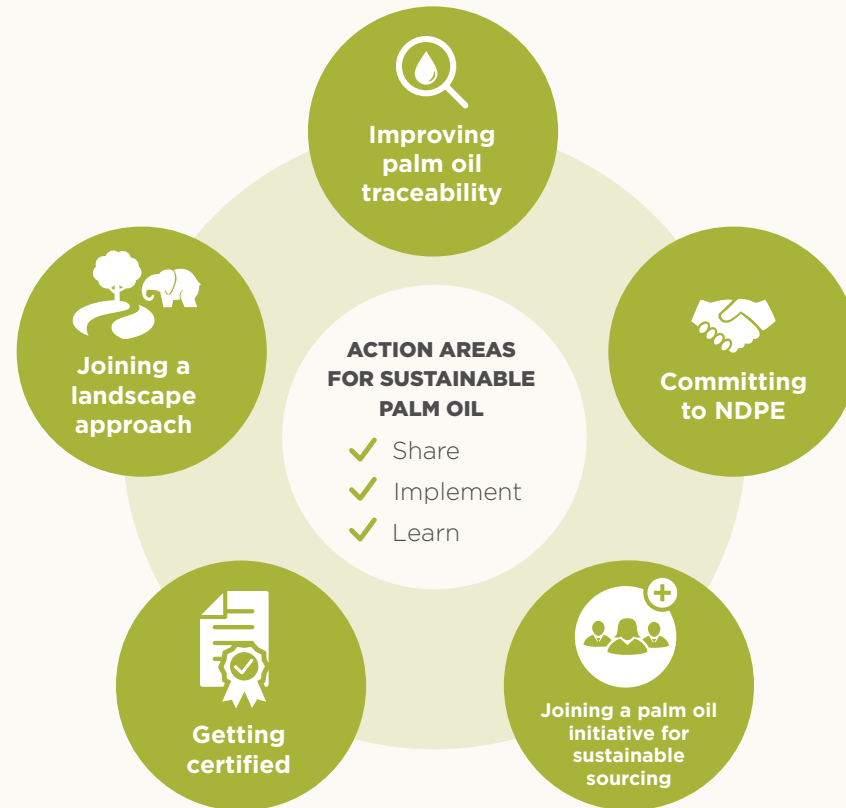 Improving
palm oil
traceability
Joining a
landscape
approach
ACTION AREAS
FOR SUSTAINABLE
PALM OIL
Share
Implement
Learn
Committing
to NDPE
Getting
certified
Joining a palm oil
initiative for
sustainable
sourcing